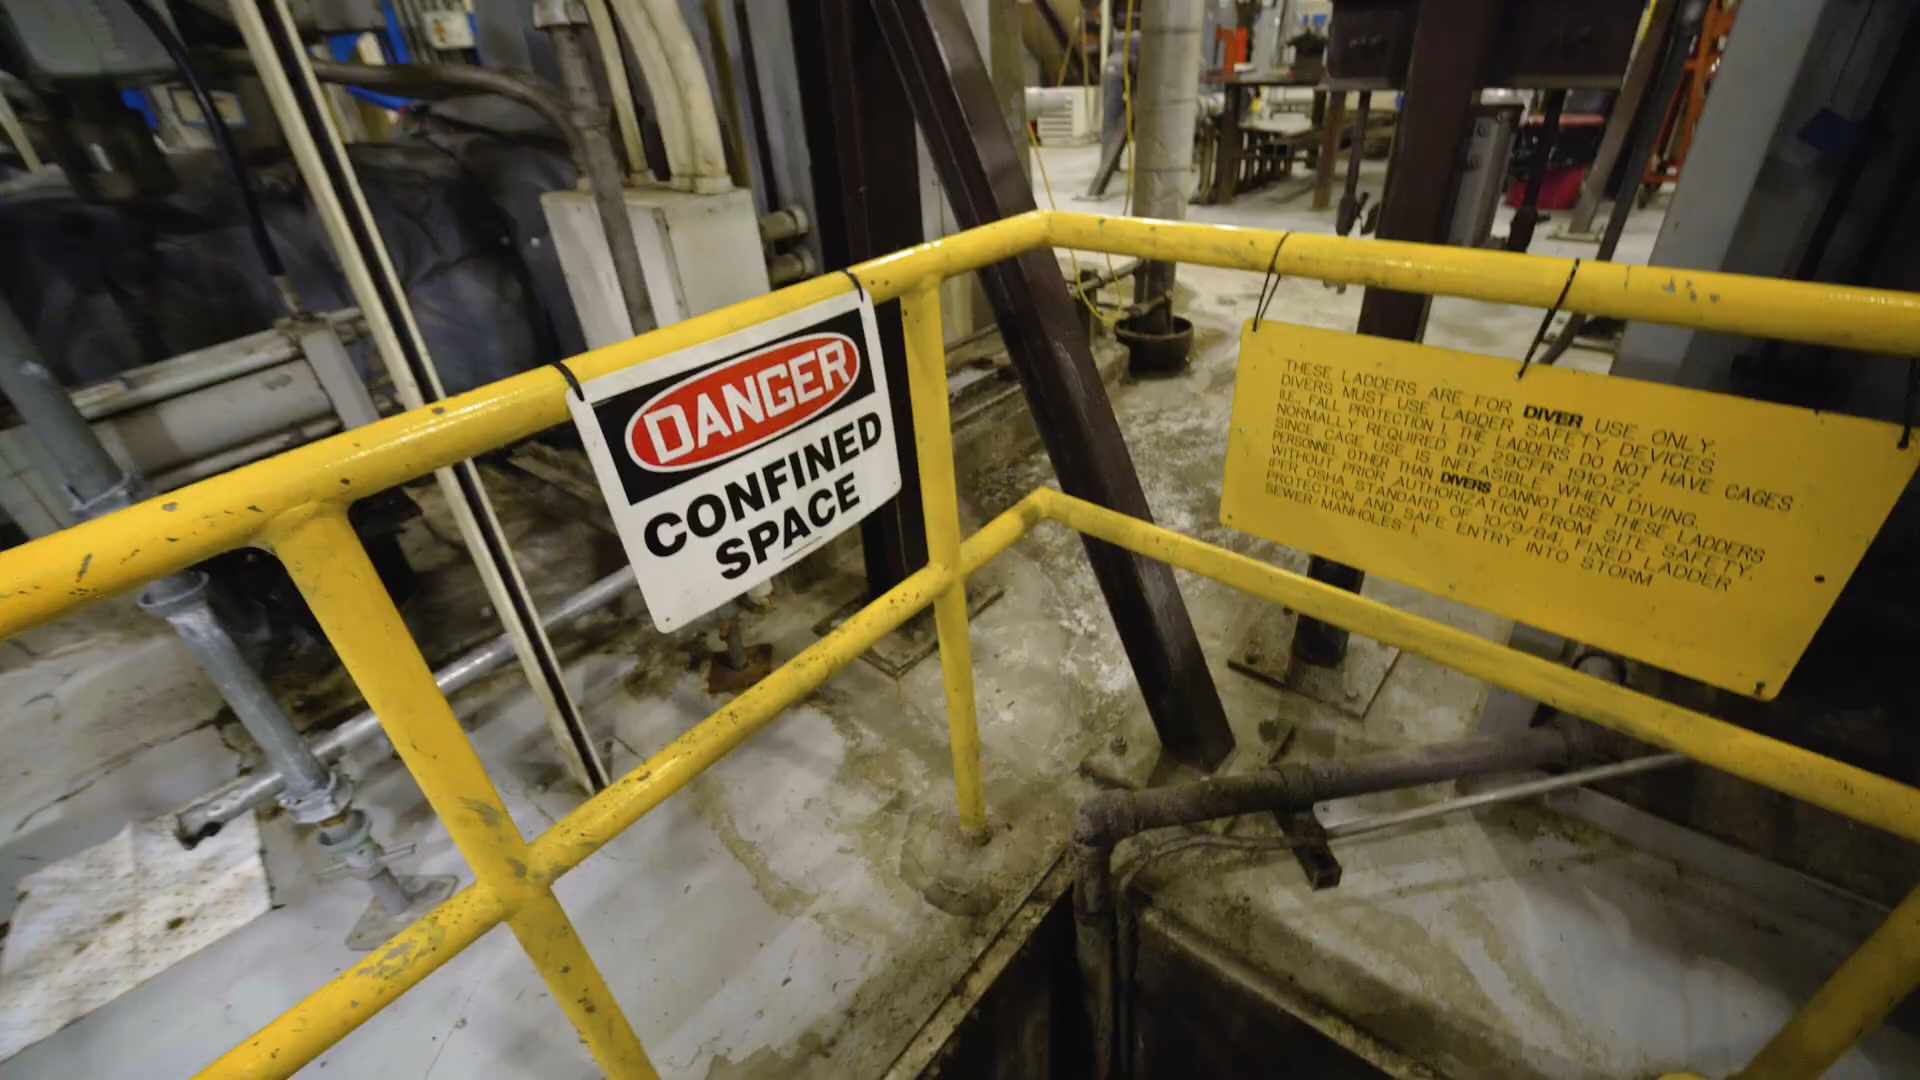 DANGER
CONFINED
SPACE
THESE LADDERS ARE FOR DIVER USE ONLY.
DIVERS MUST USE LADDER SAFETY DEVICES
I.E. FALL PROTECTION ). THE LADDERS DO NOT HAVE CAGES
NORMALLY REQUIRED BY 29CFR 1910.27,
SINCE CAGE USE IS INFEASIBLE WHEN DIVING.
PERSONNEL OTHER THAN DIVERS CANNOT USE THESE LADDERS
WITHOUT PRIOR AUTHORIZATION FROM SITE SAFETY.
(PER OSHA STANDARD OF 10/9/84, FIXED LADDER
PROTECTION AND SAFE ENTRY INTO STORM
SEWER-MANHOLES ).